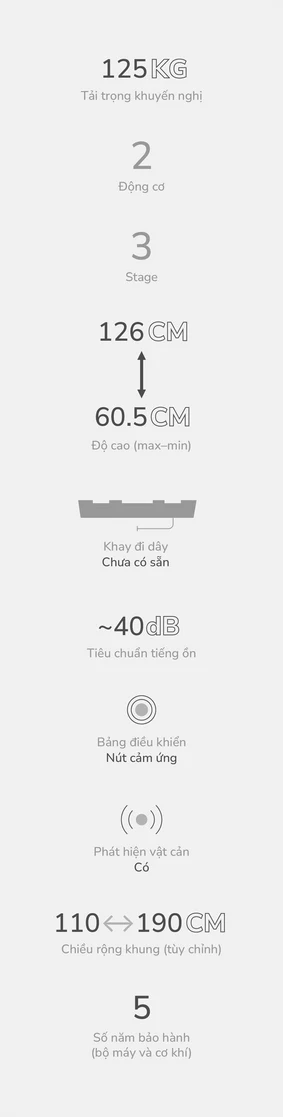 125 KG
Tải trọng khuyến nghị
2
Động cơ
3
Stage
126 CM
60.5 CM
Độ cao (max–min)
Khay đi dây
Chưa có sẵn
~40 dB
Tiêu chuẩn tiếng ồn
Bảng điều khiển
Nút cảm ứng
Phát hiện vật cản
Có
110 ↔ 190 CM
Chiều rộng khung (tùy chỉnh)
5
Số năm bảo hành
(bộ máy và cơ khí)